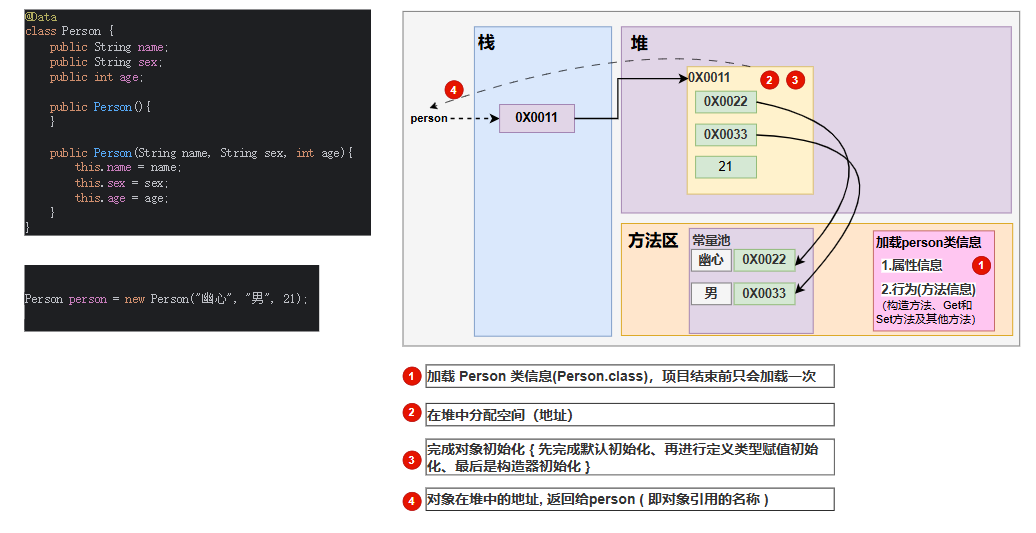 @Data
class Person {
public String name;
public String sex;
public int age;
public Person(){
}
public Person(String name, String sex, int age){
this.name = name;
this.sex = sex;
this.age = age;
}
}
Person person = new Person("幽心", "男", 21);
栈
堆
0X0011
2
3
4
0X0022
person
0X0011
0X0033
21
方法区
常量池
幽心
0X0022
男
0X0033
加载person类信息
1.属性信息
1
2.行为(方法信息)
（构造方法、Get和
Set方法及其他方法）
1
加载 Person 类信息(Person.class)，项目结束前只会加载一次
2
在堆中分配空间（地址）
3
完成对象初始化 { 先完成默认初始化、再进行定义类型赋值初始
化、最后是构造器初始化 }
4
对象在堆中的地址, 返回给person ( 即对象引用的名称 )